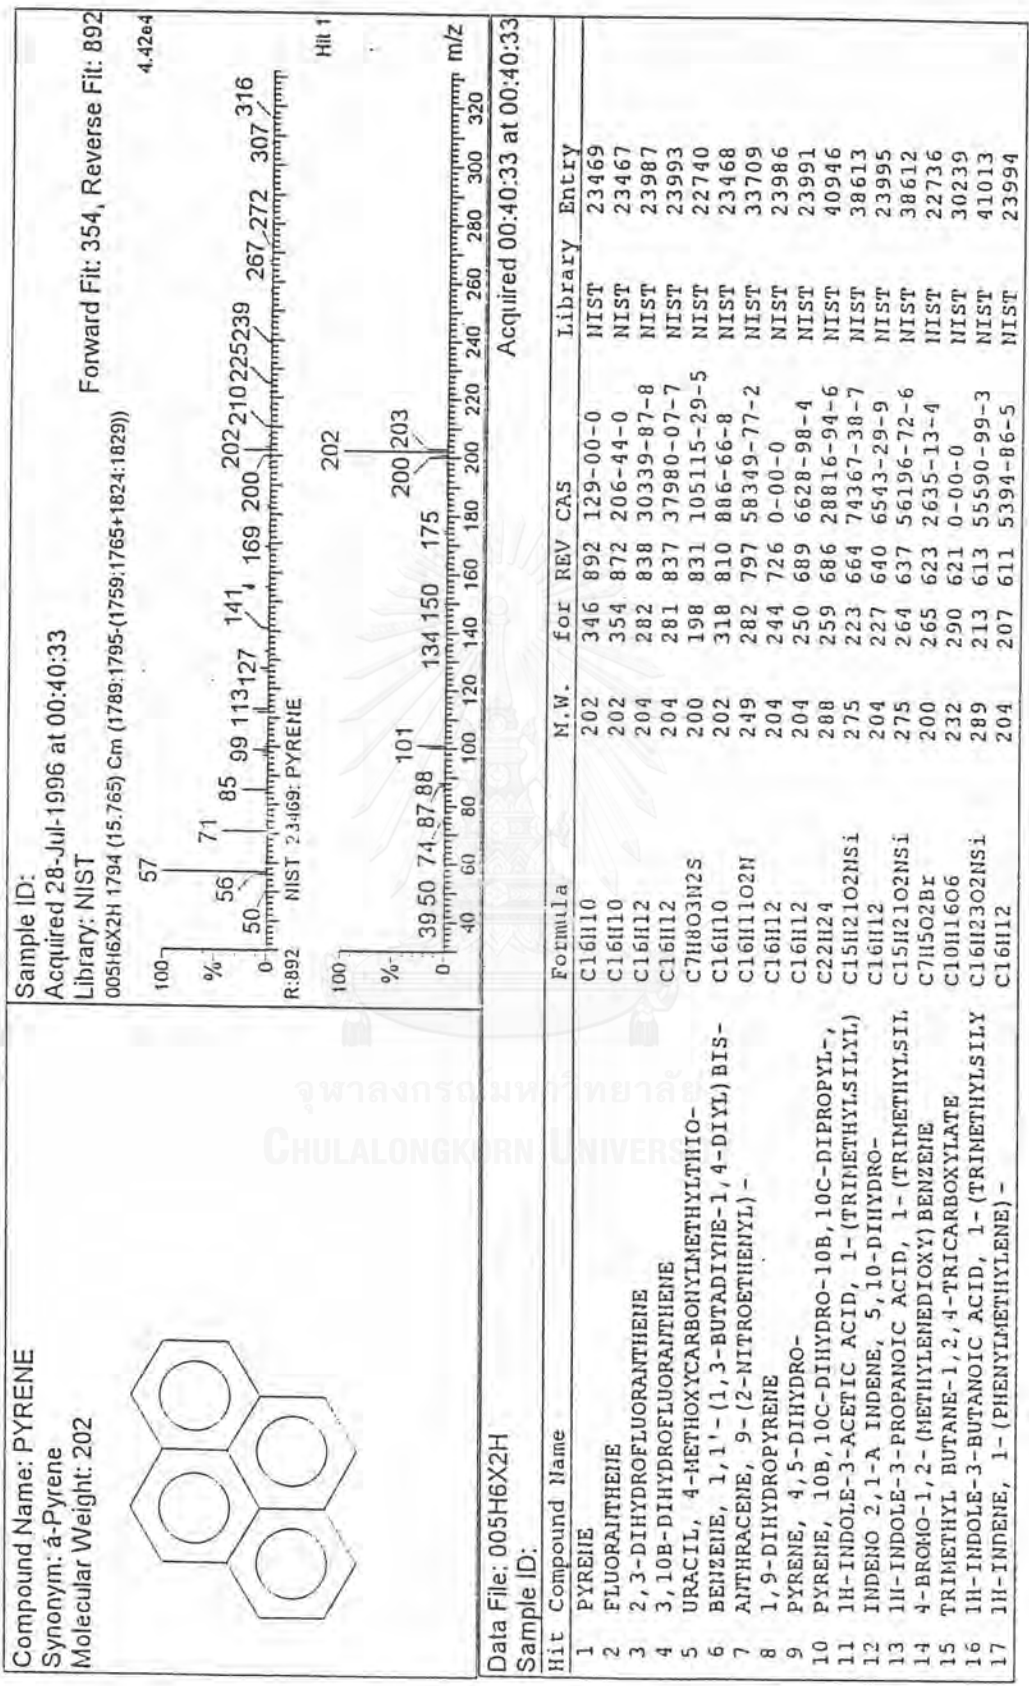 Compound Name: PYRENE
Synonym: á-Pyrene
Molecular Weight: 202
Sample ID:
Acquired 28-Jul-1996 at 00:40:33
Library: NIST
Forward Fit: 354, Reverse Fit: 892
005H6X2H 1794 (15.765) Cm (1789:1795-(1759:1765+1824:1829))
4.42e4
100
%
0
50 56 57 71 85 99 113 127 141 169 200 202 210 225 239 267 272 307 316
R:892 NIST 23469: PYRENE
Hit 1
100
%
0
39 50 74 87 88 101 134 150 175 200 202 203
40 60 80 100 120 140 160 180 200 220 240 260 280 300 320 m/z
Data File: 005H6X2H
Acquired 00:40:33 at 00:40:33
Sample ID:
Hit Compound Name Formula M.W. for REV CAS Library Entry
1 PYRENE C16H10 202 346 892 129-00-0 NIST 23469
2 FLUORANTHENE C16H10 202 354 872 206-44-0 NIST 23467
3 2,3-DIHYDROFLUORANTHENE C16H12 204 282 838 30339-87-8 NIST 23987
4 3,10B-DIHYDROFLUORANTHENE C16H12 204 281 837 37980-07-7 NIST 23993
5 URACIL, 4-METHOXYCARBONYLMETHYLTHIO- C7H8O3N2S 200 198 831 105115-29-5 NIST 22740
6 BENZENE, 1,1'-(1,3-BUTADIYNE-1,4-DIYL)BIS- C16H10 202 318 810 886-66-8 NIST 23468
7 ANTHRACENE, 9-(2-NITROETHENYL)- C16H11O2N 249 282 797 58349-77-2 NIST 33709
8 1,9-DIHYDROPYRENE C16H12 204 244 726 0-00-0 NIST 23986
9 PYRENE, 4,5-DIHYDRO- C16H12 204 250 689 6628-98-4 NIST 23991
10 PYRENE, 10B,10C-DIHYDRO-10B,10C-DIPROPYL-, C22H24 288 259 686 28816-94-6 NIST 40946
11 1H-INDOLE-3-ACETIC ACID, 1-(TRIMETHYLSILYL) C15H21O2NSi 275 223 664 74367-38-7 NIST 38613
12 INDENO 2,1-A INDENE, 5,10-DIHYDRO- C16H12 204 227 640 6543-29-9 NIST 23995
13 1H-INDOLE-3-PROPANOIC ACID, 1-(TRIMETHYLSIL C15H21O2NSi 275 264 637 56196-72-6 NIST 38612
14 4-BROMO-1,2-(METHYLENEDIOXY)BENZENE C7H5O2Br 200 265 623 2635-13-4 NIST 22736
15 TRIMETHYL BUTANE-1,2,4-TRICARBOXYLATE C10H16O6 232 290 621 0-00-0 NIST 30239
16 1H-INDOLE-3-BUTANOIC ACID, 1-(TRIMETHYLSILY C16H23O2NSi 289 213 613 55590-99-3 NIST 41013
17 1H-INDENE, 1-(PHENYLMETHYLENE)- C16H12 204 207 611 5394-86-5 NIST 23994
จุฬาลงกรณ์มหาวิทยาลัย
CHULALONGKORN UNIVERSITY